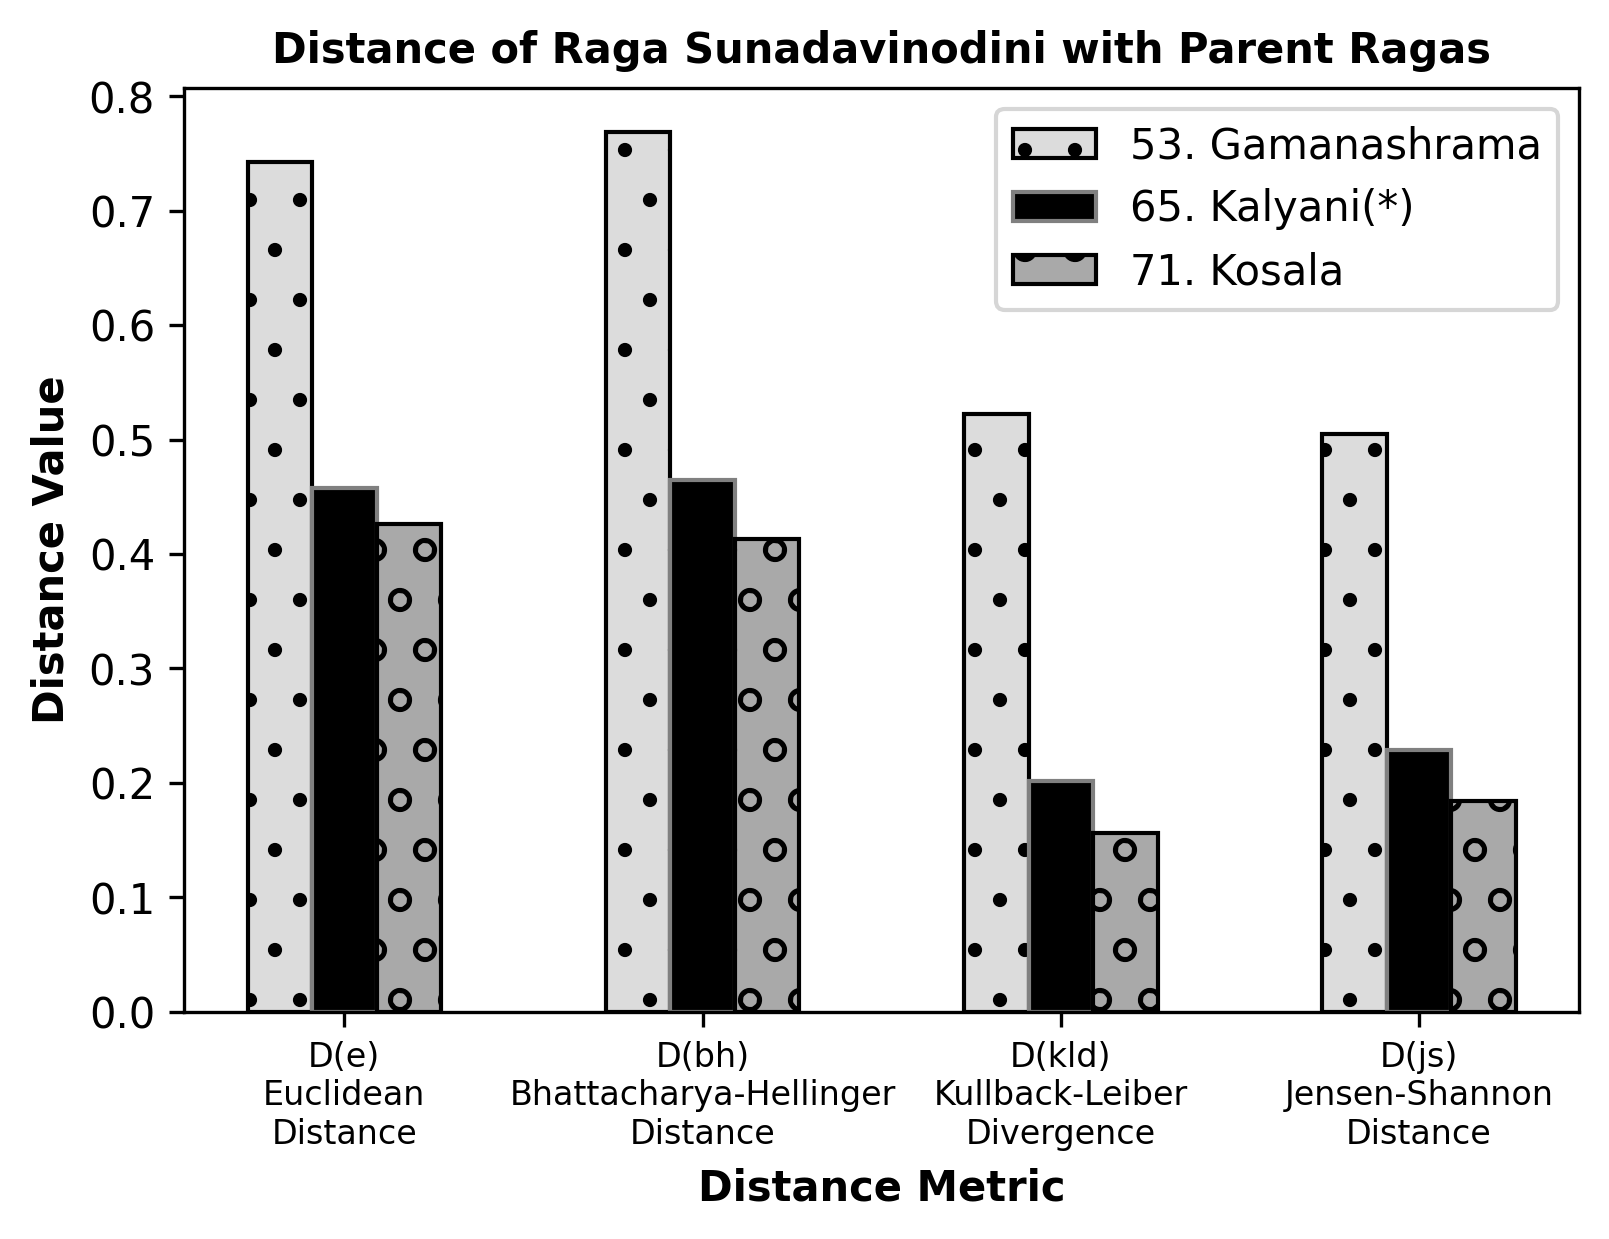 Distance of Raga Sunadavinodini with Parent Ragas
0.8
0.7
0.6
0.5
0.4
0.3
0.2
0.1
0.0
Distance Value
53. Gamanashrama
65. Kalyani(*)
71. Kosala
D(e)
Euclidean
Distance
D(bh)
Bhattacharya-Hellinger
Distance
D(kld)
Kullback-Leiber
Divergence
D(js)
Jensen-Shannon
Distance
Distance Metric